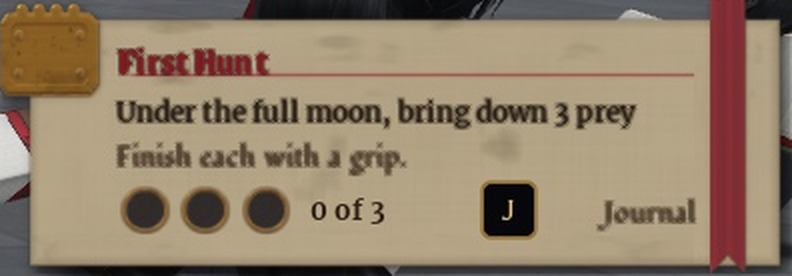 First Hunt
Under the full moon, bring down 3 prey
Finish each with a grip.
0 of 3 J Journal